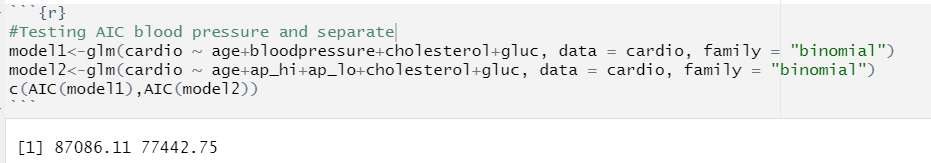 ```{r}
#Testing AIC blood pressure and separate
model1<-glm(cardio ~ age+bloodpressure+cholesterol+gluc, data = cardio, family = "binomial")
model2<-glm(cardio ~ age+ap_hi+ap_lo+cholesterol+gluc, data = cardio, family = "binomial")
c(AIC(model1),AIC(model2))
```
[1] 87086.11 77442.75